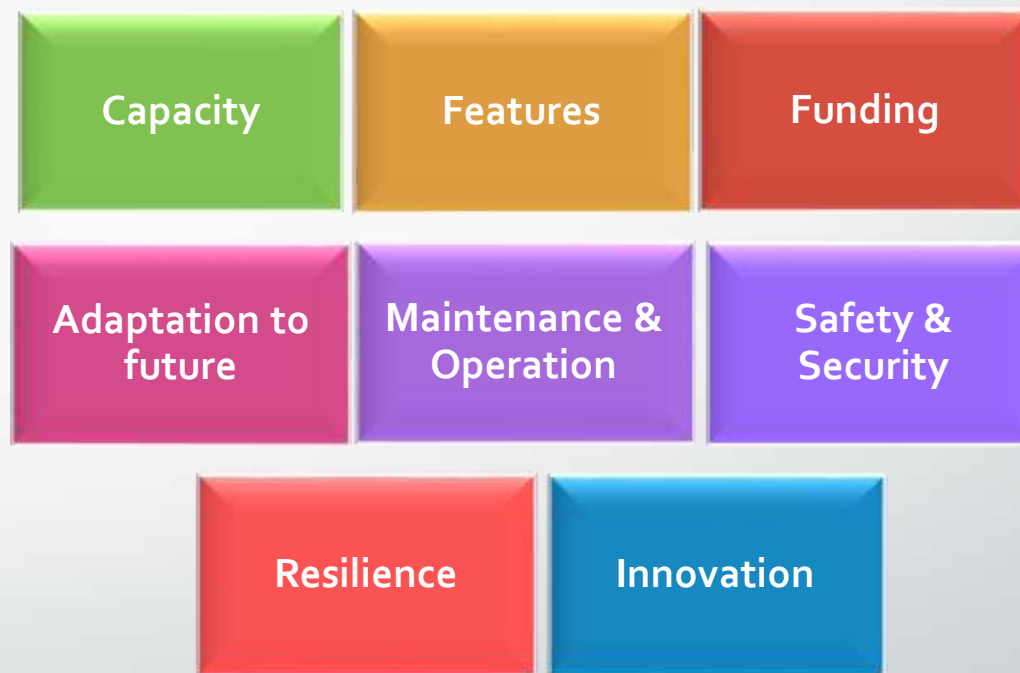 Capacity
Features
Funding
Adaptation to
future
Maintenance &
Operation
Safety &
Security
Resilience
Innovation